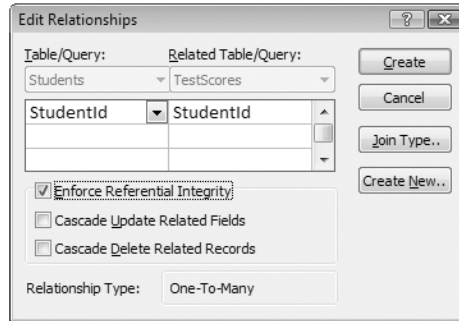 Edit Relationships
Table/Query: Related Table/Query:
Students TestScores
StudentId StudentId
Enforce Referential Integrity
Cascade Update Related Fields
Cascade Delete Related Records
Relationship Type: One-To-Many
Create
Cancel
Join Type..
Create New..